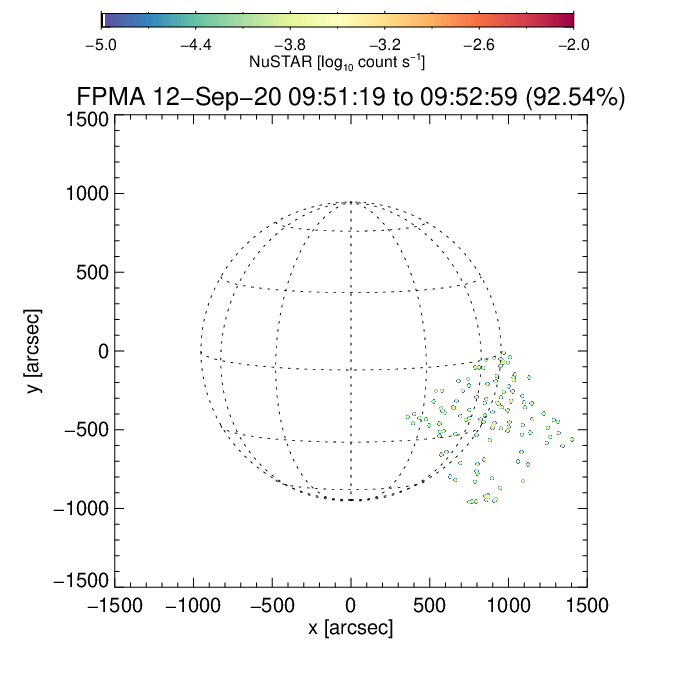 −5.0 −4.4 −3.8 −3.2 −2.6 −2.0
NuSTAR [log₁₀ count s⁻¹]
FPMA 12−Sep−20 09:51:19 to 09:52:59 (92.54%)
1500
1000
500
0
−500
−1000
−1500
y [arcsec]
−1500 −1000 −500 0 500 1000 1500
x [arcsec]